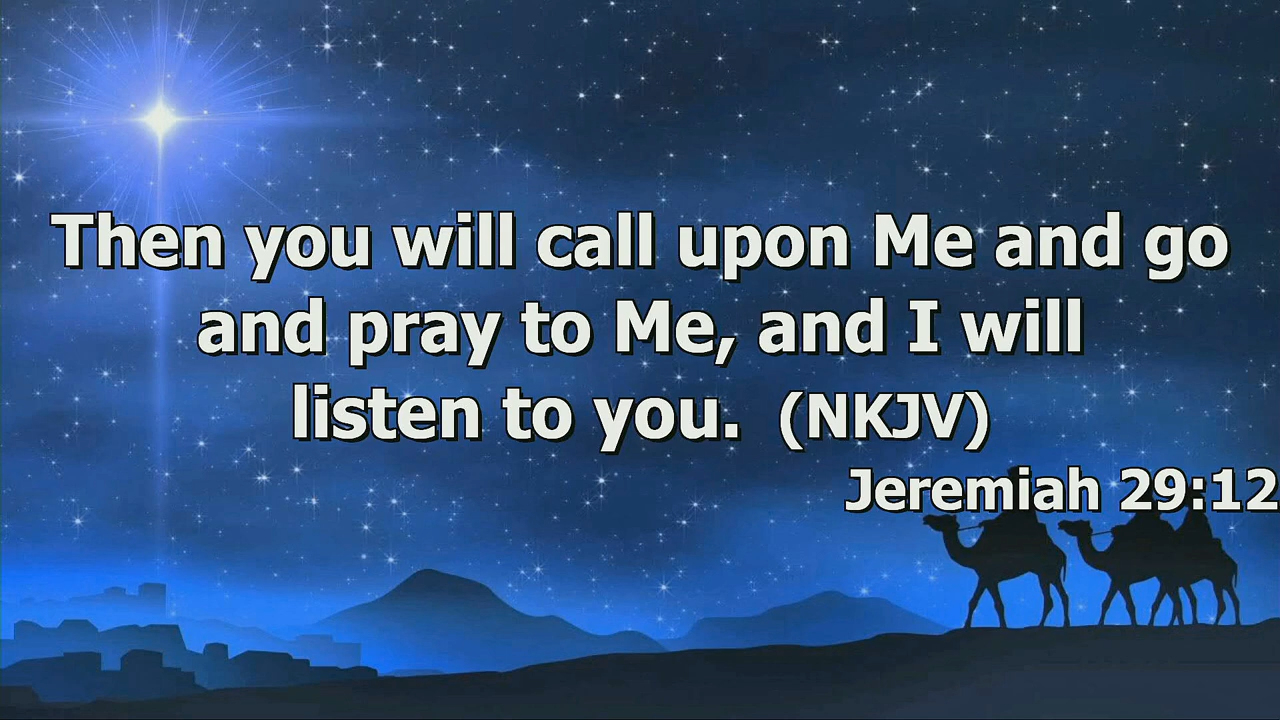 Then you will call upon Me and go
and pray to Me, and I will
listen to you. (NKJV)
Jeremiah 29:12